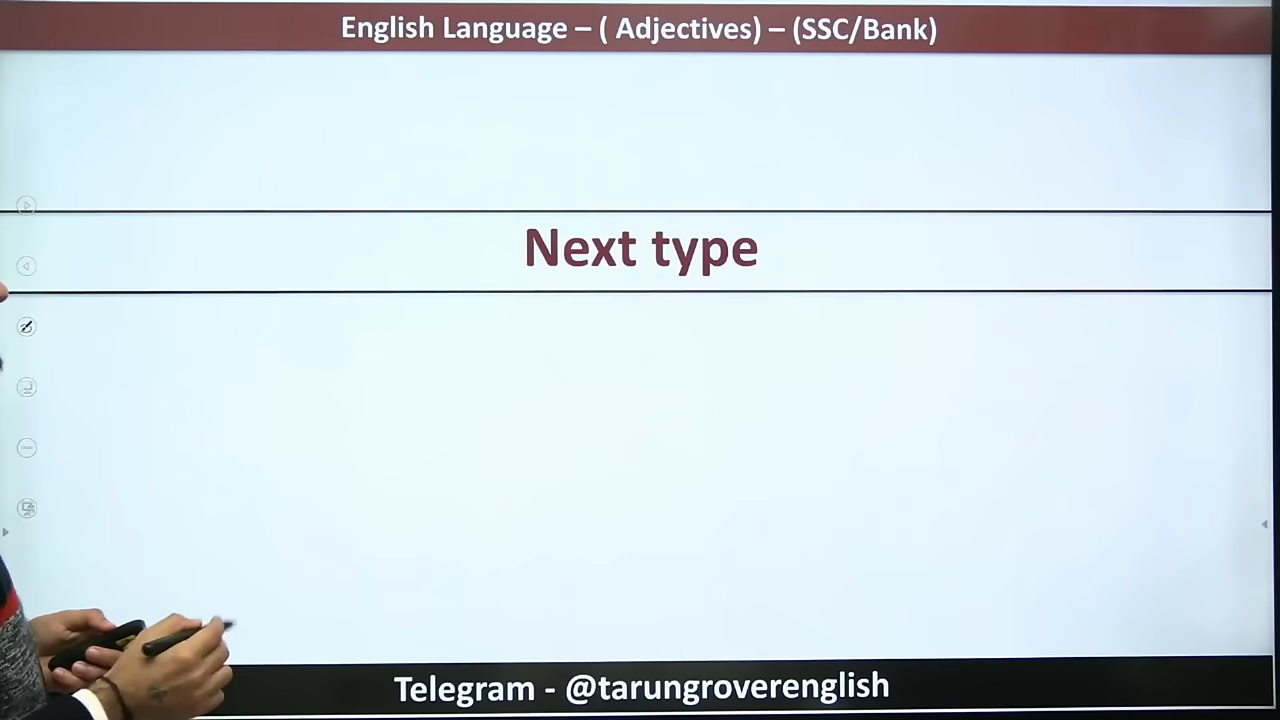 English Language – ( Adjectives) – (SSC/Bank)
Next type
Telegram - @tarungroverenglish